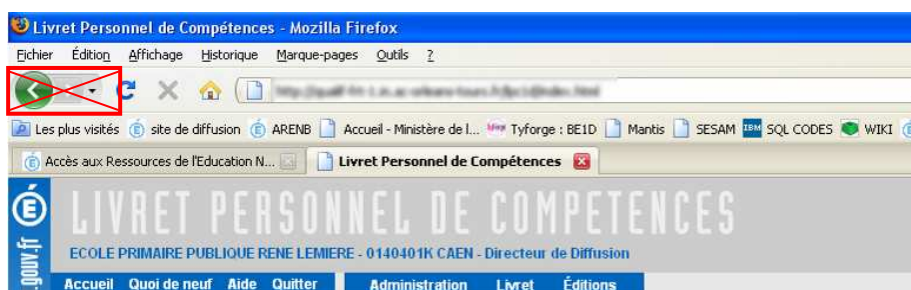 Livret Personnel de Compétences - Mozilla Firefox
Fichier Édition Affichage Historique Marque-pages Outils ?
Les plus visités site de diffusion ARENB Accueil - Ministère de l... Tyforge : BE1D Mantis SESAM IBM SQL CODES WIKI
Accès aux Ressources de l'Education N... Livret Personnel de Compétences
LIVRET PERSONNEL DE COMPETENCES
ECOLE PRIMAIRE PUBLIQUE RENE LEMIERE - 0140401K CAEN - Directeur de Diffusion
Accueil Quoi de neuf Aide Quitter Administration Livret Éditions
é .gouv.fr